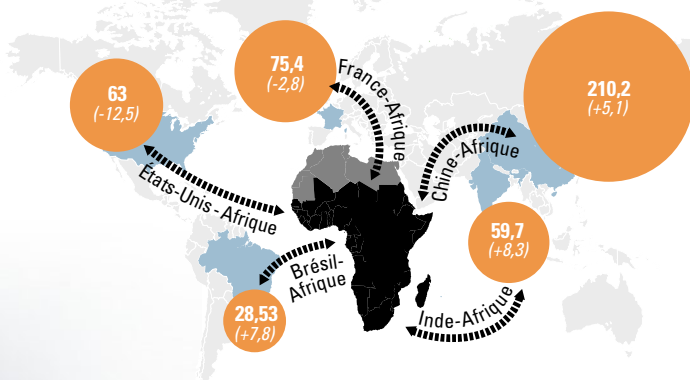 63
(-12,5)
75,4
(-2,8)
210,2
(+5,1)
France-Afrique
Chine-Afrique
États-Unis-Afrique
59,7
(+8,3)
Brésil-
Afrique
28,53
(+7,8)
Inde-Afrique